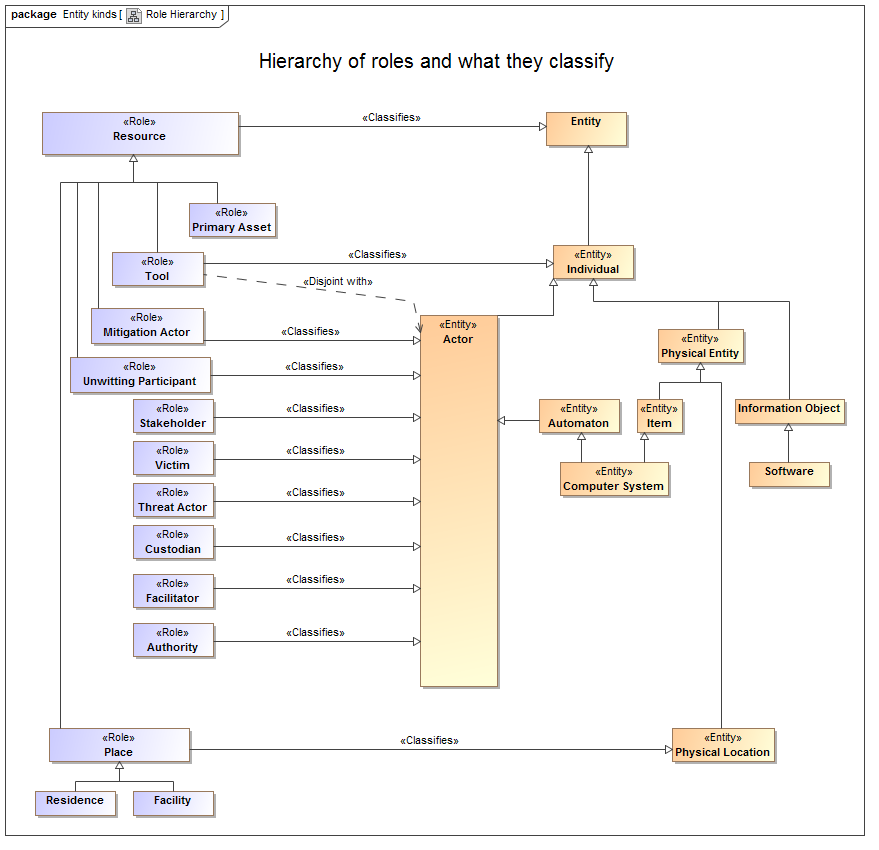 package Entity kinds [ Role Hierarchy ]
Hierarchy of roles and what they classify
«Role»
Resource
«Classifies»
Entity
«Role»
Primary Asset
«Role»
Tool
«Classifies»
«Entity»
Individual
«Disjoint with»
«Role»
Mitigation Actor
«Classifies»
«Entity»
Actor
«Entity»
Physical Entity
«Role»
Unwitting Participant
«Classifies»
«Role»
Stakeholder
«Classifies»
«Entity»
Automaton
«Entity»
Item
Information Object
«Role»
Victim
«Classifies»
«Entity»
Computer System
Software
«Role»
Threat Actor
«Classifies»
«Role»
Custodian
«Classifies»
«Role»
Facilitator
«Classifies»
«Role»
Authority
«Classifies»
«Role»
Place
«Classifies»
«Entity»
Physical Location
Residence
Facility